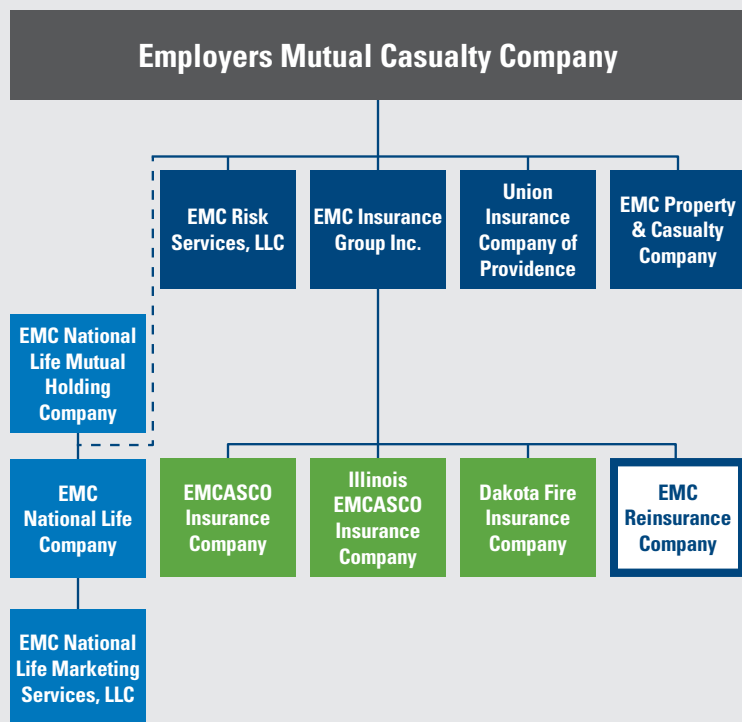 Employers Mutual Casualty Company
EMC Risk
Services, LLC
EMC Insurance
Group Inc.
Union
Insurance
Company of
Providence
EMC Property
& Casualty
Company
EMC National
Life Mutual
Holding
Company
EMC
National Life
Company
EMCASCO
Insurance
Company
Illinois
EMCASCO
Insurance
Company
Dakota Fire
Insurance
Company
EMC
Reinsurance
Company
EMC National
Life Marketing
Services, LLC